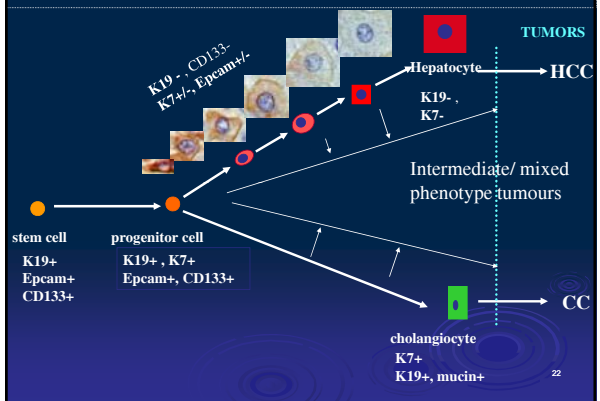 TUMORS
K19 - , CD133-
K7+/-, Epcam+/-
Hepatocyte
HCC
K19- ,
K7-
Intermediate/ mixed
phenotype tumours
stem cell
K19+
Epcam+
CD133+
progenitor cell
K19+ , K7+
Epcam+, CD133+
CC
cholangiocyte
K7+
K19+, mucin+
22